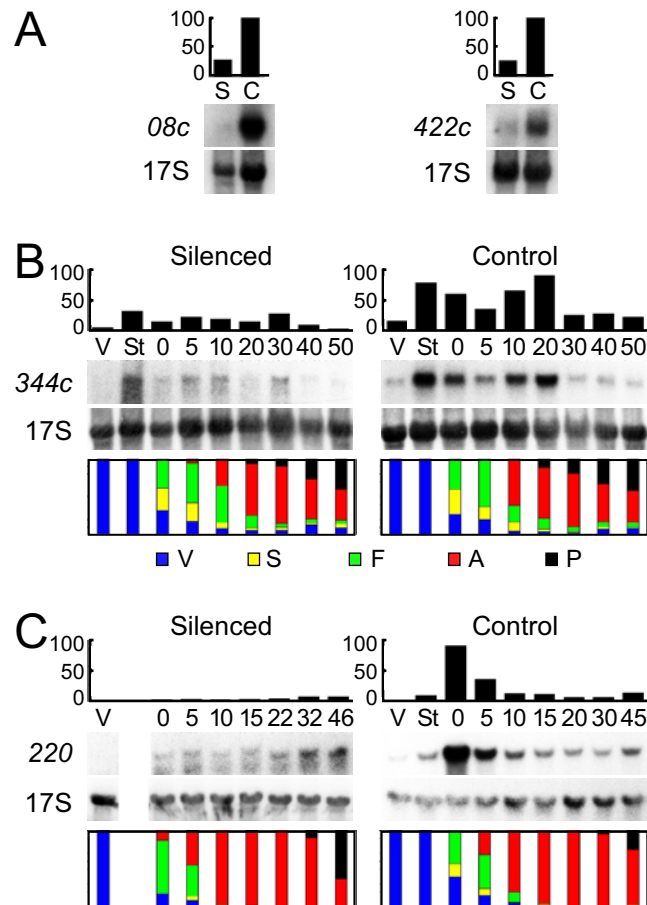 A
100
50
0
S C
08c
17S
100
50
0
S C
422c
17S
B
Silenced
Control
100
50
0
100
50
0
V St 0 5 10 20 30 40 50
V St 0 5 10 20 30 40 50
344c
17S
V S F A P
C
Silenced
Control
100
50
0
100
50
0
V 0 5 10 15 22 32 46
V St 0 5 10 15 20 30 45
220
17S